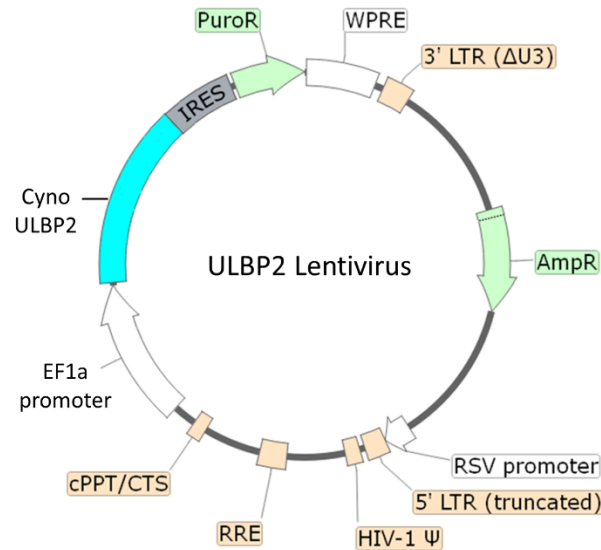 PuroR
WPRE
3' LTR (ΔU3)
IRES
Cyno
ULBP2
ULBP2 Lentivirus
AmpR
EF1a
promoter
RSV promoter
cPPT/CTS
5' LTR (truncated)
RRE
HIV-1 Ψ